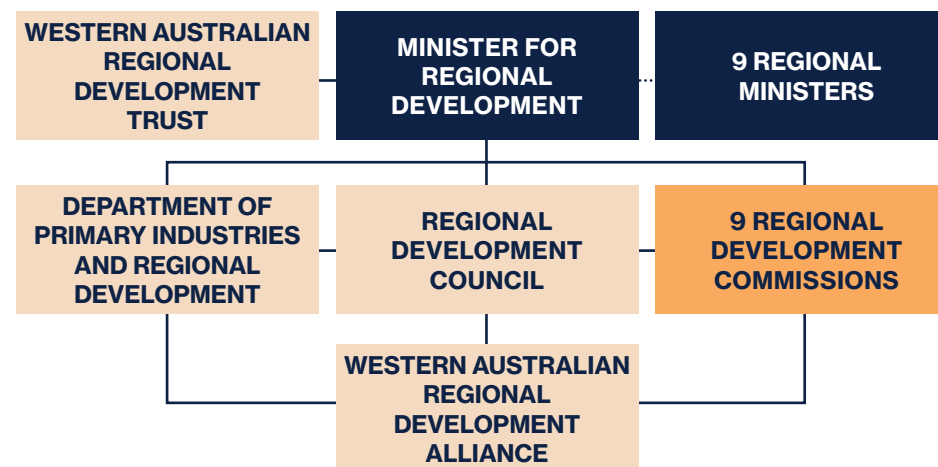 WESTERN AUSTRALIAN
REGIONAL
DEVELOPMENT
TRUST
MINISTER FOR
REGIONAL
DEVELOPMENT
9 REGIONAL
MINISTERS
DEPARTMENT OF
PRIMARY INDUSTRIES
AND REGIONAL
DEVELOPMENT
REGIONAL
DEVELOPMENT
COUNCIL
9 REGIONAL
DEVELOPMENT
COMMISSIONS
WESTERN AUSTRALIAN
REGIONAL
DEVELOPMENT
ALLIANCE